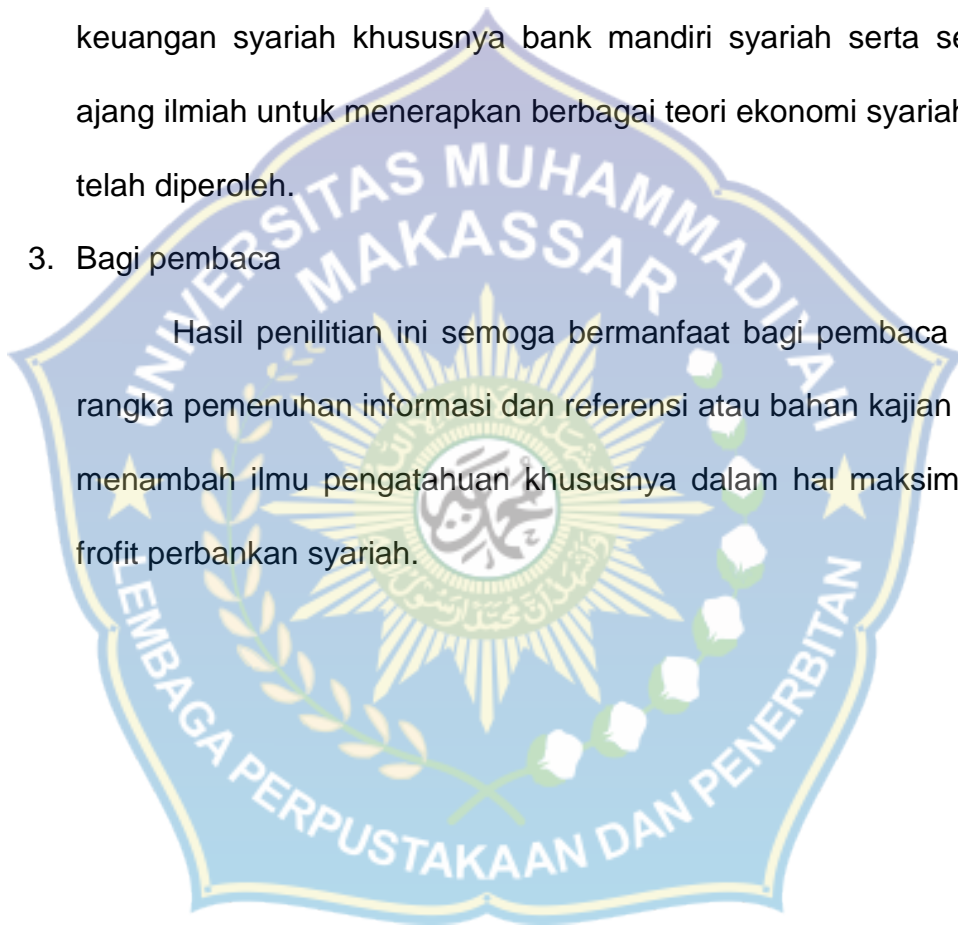 keuangan syariah khususnya bank mandiri syariah serta se
ajang ilmiah untuk menerapkan berbagai teori ekonomi syariah
telah diperoleh.
3. Bagi pembaca
Hasil penilitian ini semoga bermanfaat bagi pembaca
rangka pemenuhan informasi dan referensi atau bahan kajian
menambah ilmu pengatahuan khususnya dalam hal maksim
frofit perbankan syariah.
UNIVERSITAS MUHAMMADIYAH
MAKASSAR
LEMBAGA PERPUSTAKAAN DAN PENERBITAN